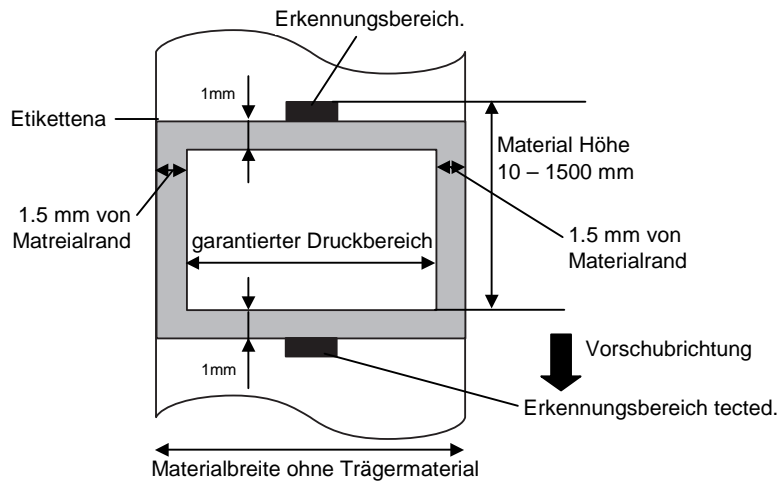 Erkennungsbereich.
1mm
Etikettena
Material Höhe
10 – 1500 mm
1.5 mm von
Matreialrand
garantierter Druckbereich
1.5 mm von
Materialrand
Vorschubrichtung
1mm
Erkennungsbereich tected.
Materialbreite ohne Trägermaterial